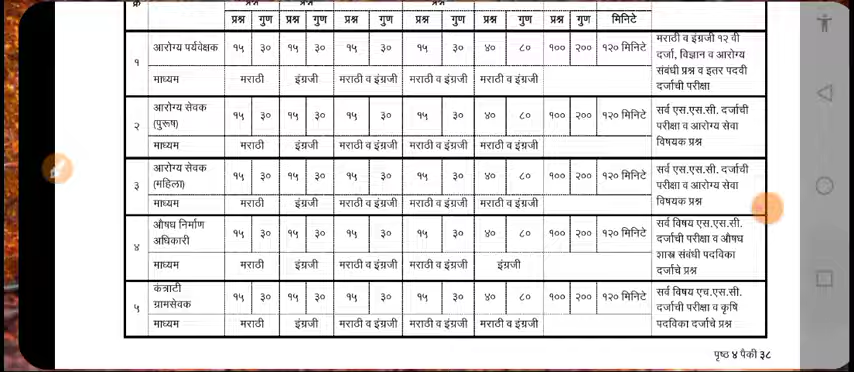 क्र
प्रश्न गुण प्रश्न गुण प्रश्न गुण प्रश्न गुण प्रश्न गुण प्रश्न गुण मिनिटे
१ आरोग्य पर्यवेक्षक १५ ३० १५ ३० १५ ३० १५ ३० ४० ८० १०० २०० १२० मिनिटे मराठी व इंग्रजी १२ वी
दर्जा, विज्ञान व आरोग्य
संबंधी प्रश्न व इतर पदवी
दर्जाची परीक्षा
माध्यम मराठी इंग्रजी मराठी व इंग्रजी मराठी व इंग्रजी मराठी व इंग्रजी
२ आरोग्य सेवक
(पुरूष) १५ ३० १५ ३० १५ ३० १५ ३० ४० ८० १०० २०० १२० मिनिटे सर्व एस.एस.सी. दर्जाची
परीक्षा व आरोग्य सेवा
विषयक प्रश्न
माध्यम मराठी इंग्रजी मराठी व इंग्रजी मराठी व इंग्रजी मराठी व इंग्रजी
३ आरोग्य सेवक
(महिला) १५ ३० १५ ३० १५ ३० १५ ३० ४० ८० १०० २०० १२० मिनिटे सर्व एस.एस.सी. दर्जाची
परीक्षा व आरोग्य सेवा
विषयक प्रश्न
माध्यम मराठी इंग्रजी मराठी व इंग्रजी मराठी व इंग्रजी मराठी व इंग्रजी
४ औषध निर्माण
अधिकारी १५ ३० १५ ३० १५ ३० १५ ३० ४० ८० १०० २०० १२० मिनिटे सर्व विषय एस.एस.सी.
दर्जाची परीक्षा व औषध
शास्त्र संबंधी पदविका
दर्जाचे प्रश्न
माध्यम मराठी इंग्रजी मराठी व इंग्रजी मराठी व इंग्रजी इंग्रजी
५ कंत्राटी
ग्रामसेवक १५ ३० १५ ३० १५ ३० १५ ३० ४० ८० १०० २०० १२० मिनिटे सर्व विषय एच.एस.सी.
दर्जाची परीक्षा व कृषि
पदविका दर्जाचे प्रश्न
माध्यम मराठी इंग्रजी मराठी व इंग्रजी मराठी व इंग्रजी मराठी व इंग्रजी
पृष्ठ ४ पैकी ३८